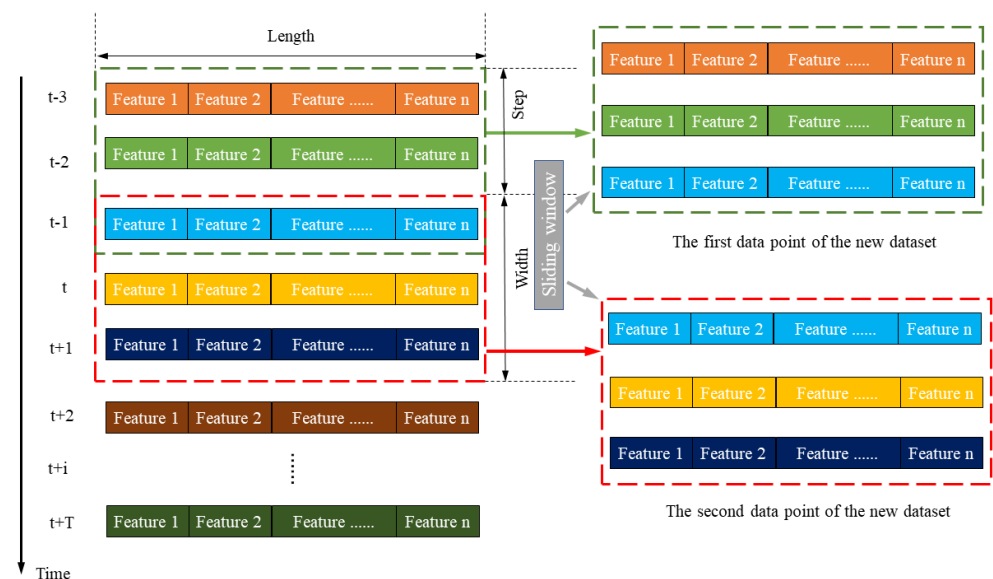 Length
t-3 Feature 1 Feature 2 Feature ...... Feature n
t-2 Feature 1 Feature 2 Feature ...... Feature n
t-1 Feature 1 Feature 2 Feature ...... Feature n
t Feature 1 Feature 2 Feature ...... Feature n
t+1 Feature 1 Feature 2 Feature ...... Feature n
t+2 Feature 1 Feature 2 Feature ...... Feature n
t+i
t+T Feature 1 Feature 2 Feature ...... Feature n
Time
Step
Width
Sliding window
Feature 1 Feature 2 Feature ...... Feature n
Feature 1 Feature 2 Feature ...... Feature n
Feature 1 Feature 2 Feature ...... Feature n
The first data point of the new dataset
Feature 1 Feature 2 Feature ...... Feature n
Feature 1 Feature 2 Feature ...... Feature n
Feature 1 Feature 2 Feature ...... Feature n
The second data point of the new dataset